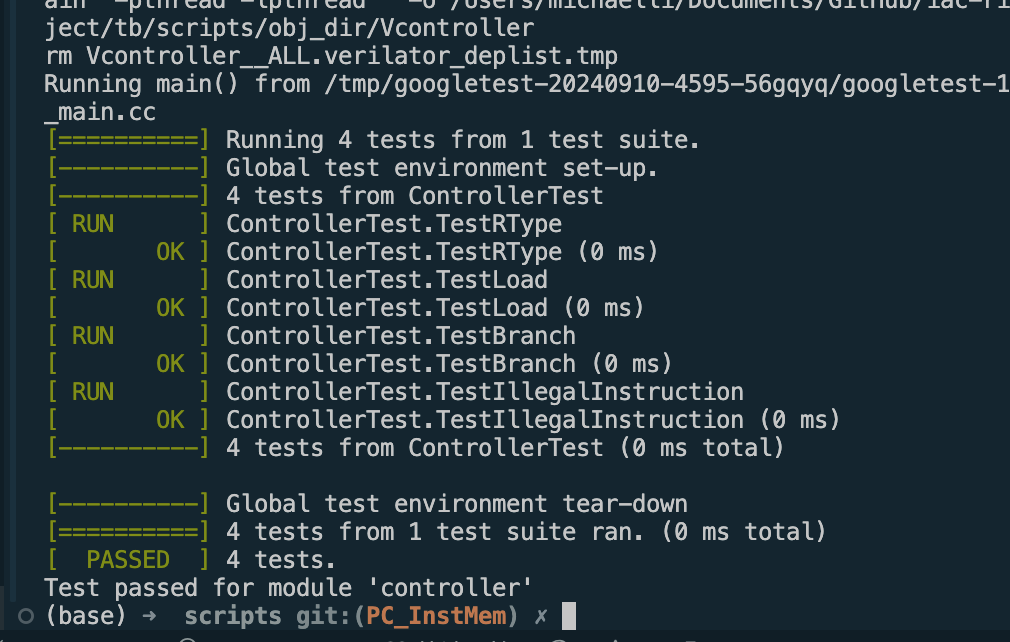 ain -pthread -lpthread -o /Users/michaelli/Documents/GitHub/iac-ri
ject/tb/scripts/obj_dir/Vcontroller
rm Vcontroller__ALL.verilator_deplist.tmp
Running main() from /tmp/googletest-20240910-4595-56gqyq/googletest-1
_main.cc
[==========] Running 4 tests from 1 test suite.
[----------] Global test environment set-up.
[----------] 4 tests from ControllerTest
[ RUN      ] ControllerTest.TestRType
[       OK ] ControllerTest.TestRType (0 ms)
[ RUN      ] ControllerTest.TestLoad
[       OK ] ControllerTest.TestLoad (0 ms)
[ RUN      ] ControllerTest.TestBranch
[       OK ] ControllerTest.TestBranch (0 ms)
[ RUN      ] ControllerTest.TestIllegalInstruction
[       OK ] ControllerTest.TestIllegalInstruction (0 ms)
[----------] 4 tests from ControllerTest (0 ms total)
[----------] Global test environment tear-down
[==========] 4 tests from 1 test suite ran. (0 ms total)
[  PASSED  ] 4 tests.
Test passed for module 'controller'
(base) ➜ scripts git:(PC_InstMem) ✗